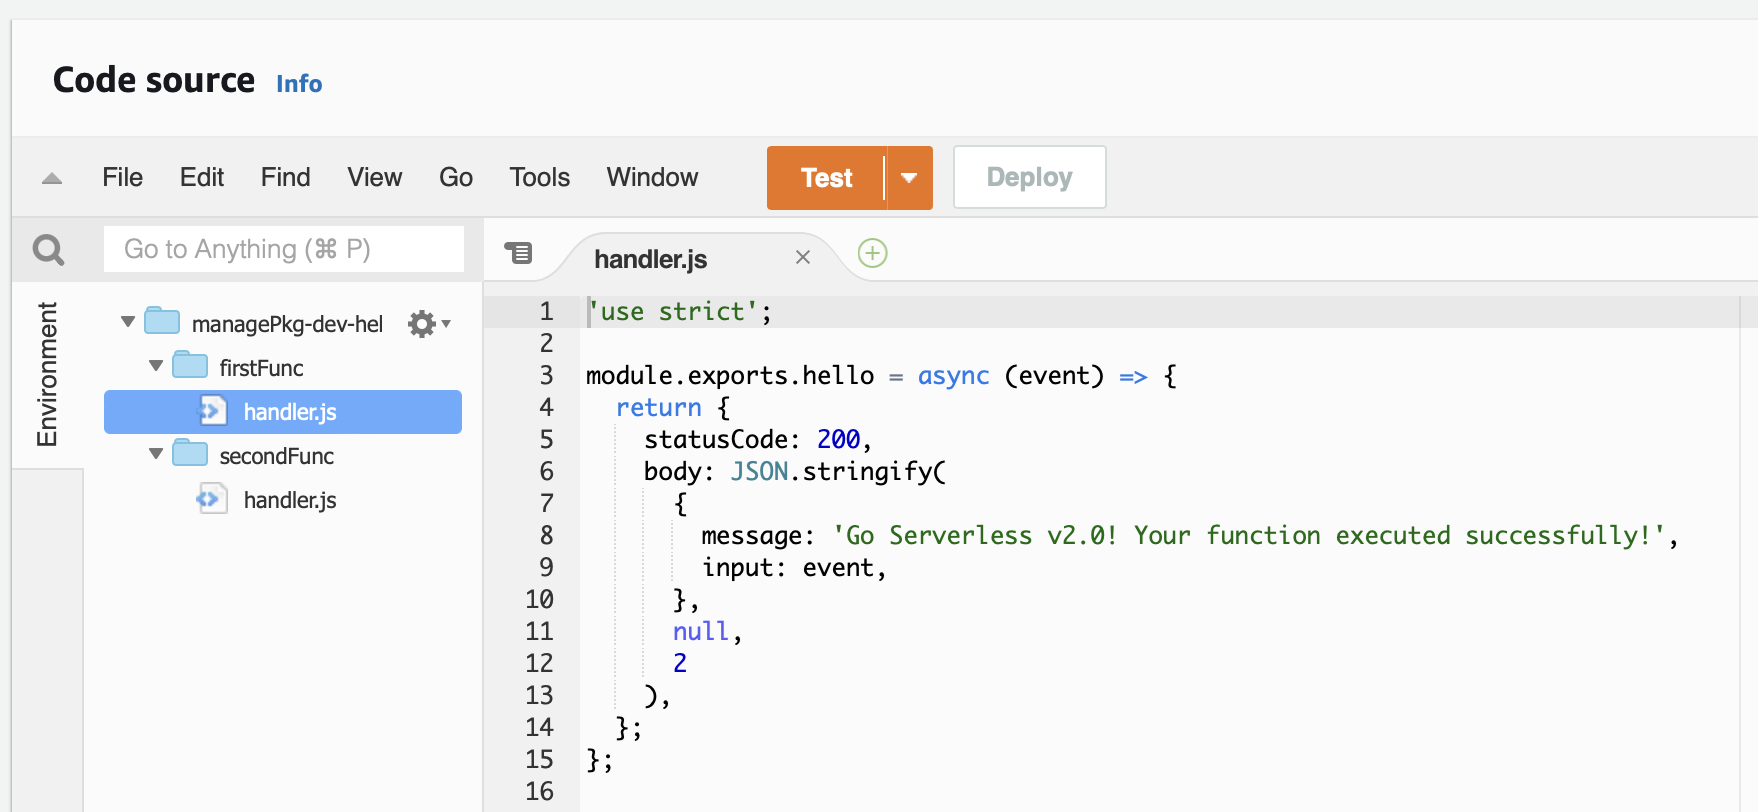 Code source Info
File Edit Find View Go Tools Window Test Deploy
Go to Anything (⌘ P)
handler.js
Environment
managePkg-dev-hel
firstFunc
handler.js
secondFunc
handler.js
1 'use strict';
2
3 module.exports.hello = async (event) => {
4   return {
5     statusCode: 200,
6     body: JSON.stringify(
7       {
8         message: 'Go Serverless v2.0! Your function executed successfully!',
9         input: event,
10       },
11       null,
12       2
13     ),
14   };
15 };
16